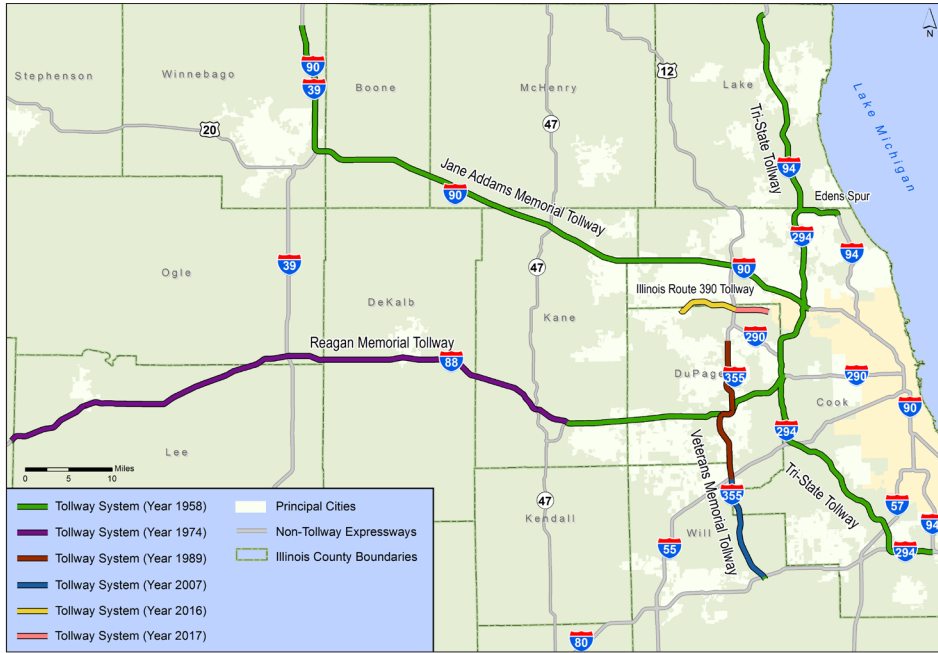 N
12
90
Winnebago
Lake
Stephenson
39
Boone
McHenry
Lake Michigan
47
Tri-State Tollway
20
Jane Addams Memorial Tollway
94
90
Edens Spur
294
94
39
47
90
Ogle
Illinois Route 390 Tollway
DeKalb
Kane
290
Reagan Memorial Tollway
88
DuPage
355
290
Cook
90
294
Lee
Miles
0 5 10
Veterans Memorial Tollway
Tri-State Tollway
355
47
57
Kendall
Will
94
55
294
80
Tollway System (Year 1958)
Tollway System (Year 1974)
Tollway System (Year 1989)
Tollway System (Year 2007)
Tollway System (Year 2016)
Tollway System (Year 2017)
Principal Cities
Non-Tollway Expressways
Illinois County Boundaries